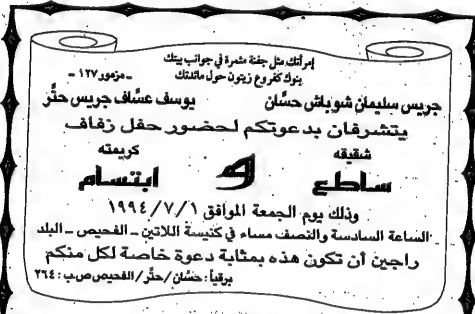 إمرأتك مثل جفنة مثمرة في جوانب بيتك
بنوك كفروع زيتون حول مائدتك
ـ مزمور ١٢٧ ـ
جريس سليمان شويباش حسّان يوسف عسّاف جريس حتّر
يتشرفان بدعوتكم لحضور حفل زفاف
شقيقه كريمته
ساطع و ابتسام
وذلك يوم الجمعة الموافق ١/٧/١٩٩٤
الساعة السادسة والنصف مساء في كنيسة اللاتين ـ الفحيص ـ البلد
راجين أن تكون هذه بمثابة دعوة خاصة لكل منكم
برقياً: حسّان/حتّر/الفحيص ص.ب: ٢٦٤